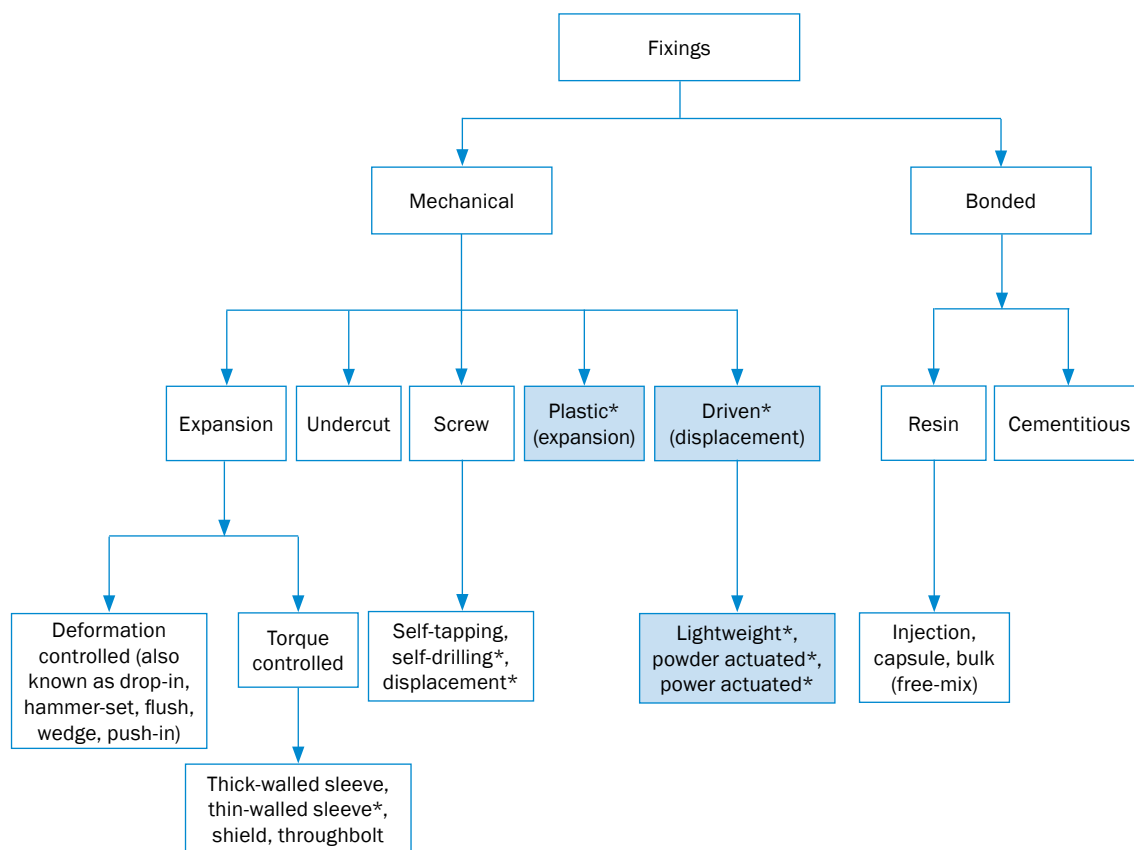 Fixings
Mechanical
Bonded
Expansion
Undercut
Screw
Plastic*
(expansion)
Driven*
(displacement)
Resin
Cementitious
Deformation
controlled (also
known as drop-in,
hammer-set, flush,
wedge, push-in)
Torque
controlled
Self-tapping,
self-drilling*,
displacement*
Lightweight*,
powder actuated*,
power actuated*
Injection,
capsule, bulk
(free-mix)
Thick-walled sleeve,
thin-walled sleeve*,
shield, throughbolt